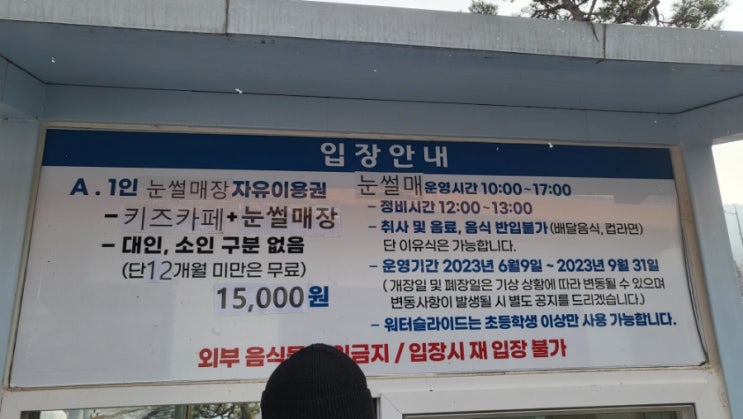 입장안내
A . 1인 눈썰매장 자유이용권
– 키즈카페 + 눈썰매장
– 대인, 소인 구분 없음
(단12개월 미만은 무료)
15,000원
눈썰매 운영시간 10:00~17:00
– 정비시간 12:00~13:00
– 취사 및 음료, 음식 반입불가 (배달음식, 컵라면)
단 이유식은 가능합니다.
– 운영기간 2023년 6월9일 ~ 2023년 9월 31일
( 개장일 및 폐장일은 기상 상황에 따라 변동될 수 있으며
변동사항이 발생될 시 별도 공지를 드리겠습니다.)
– 워터슬라이드는 초등학생 이상만 사용 가능합니다.
외부 음식물 금지 / 입장시 재 입장 불가